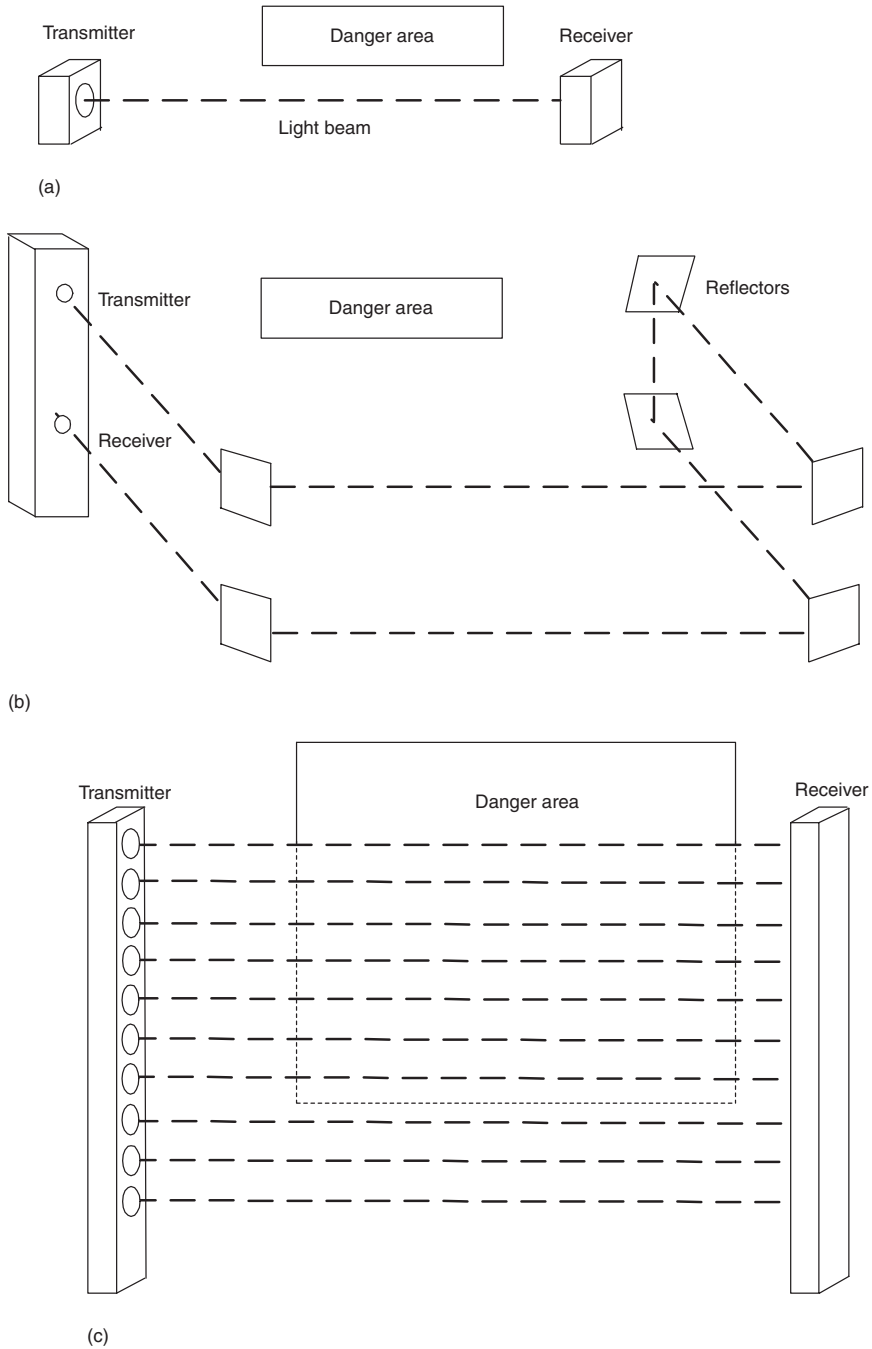 Transmitter
Danger area
Receiver
Light beam
(a)
Transmitter
Danger area
Reflectors
Receiver
(b)
Transmitter
Danger area
Receiver
(c)